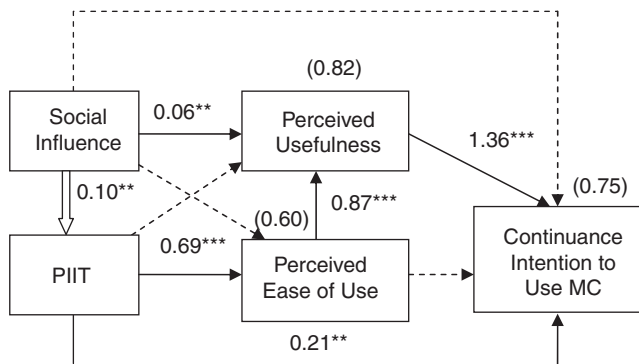 (0.82)
Social
Influence
0.06**
Perceived
Usefulness
1.36***
0.10**
(0.60)
0.87***
(0.75)
PIIT
0.69***
Perceived
Ease of Use
Continuance
Intention to
Use MC
0.21**